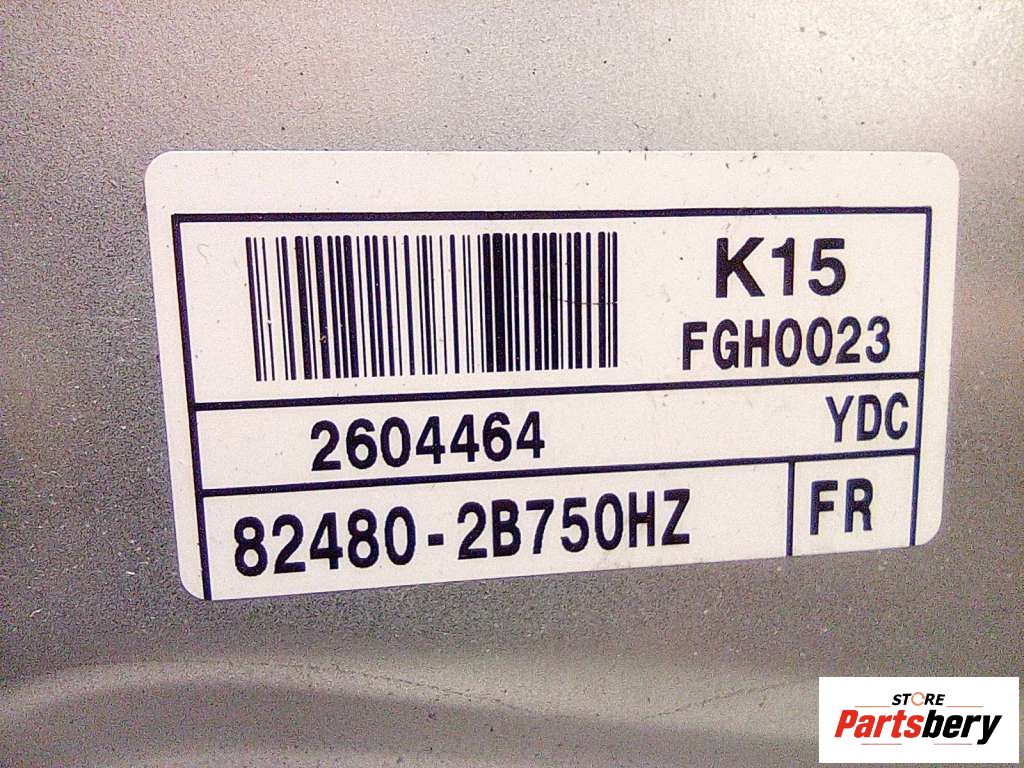 K15
FGH0023
2604464 YDC
82480-2B750HZ FR
STORE
Partsbery